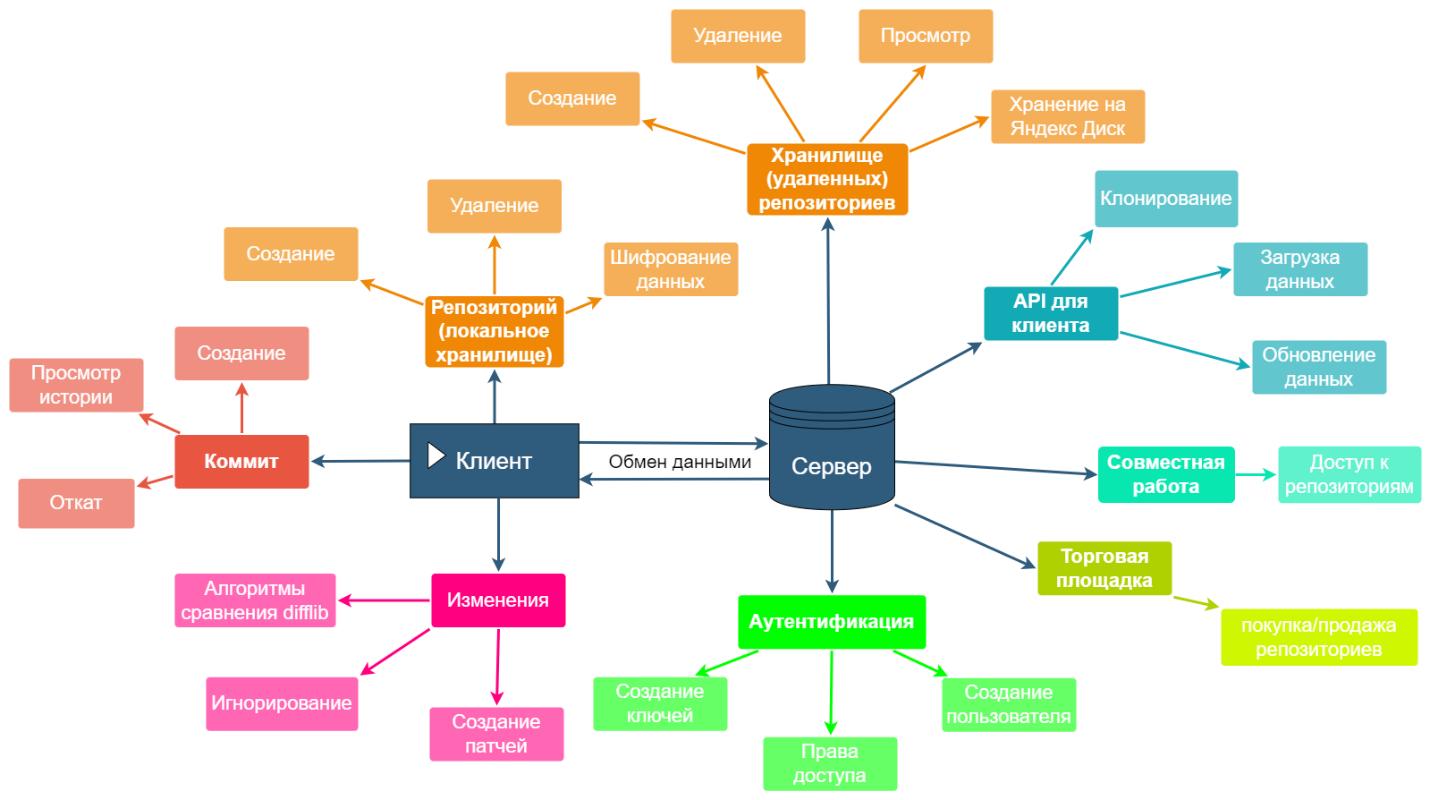 Удаление
Просмотр
Создание
Хранение на
Яндекс Диск
Хранилище
(удаленных)
репозиториев
Клонирование
Удаление
Создание
Шифрование
данных
Загрузка
данных
Репозиторий
(локальное
хранилище)
API для
клиента
Создание
Просмотр
истории
Обновление
данных
Коммит
Клиент
Обмен данными
Сервер
Совместная
работа
Доступ к
репозиториям
Откат
Торговая
площадка
Алгоритмы
сравнения difflib
Изменения
Аутентификация
покупка/продажа
репозиториев
Игнорирование
Создание
патчей
Создание
ключей
Создание
пользователя
Права
доступа